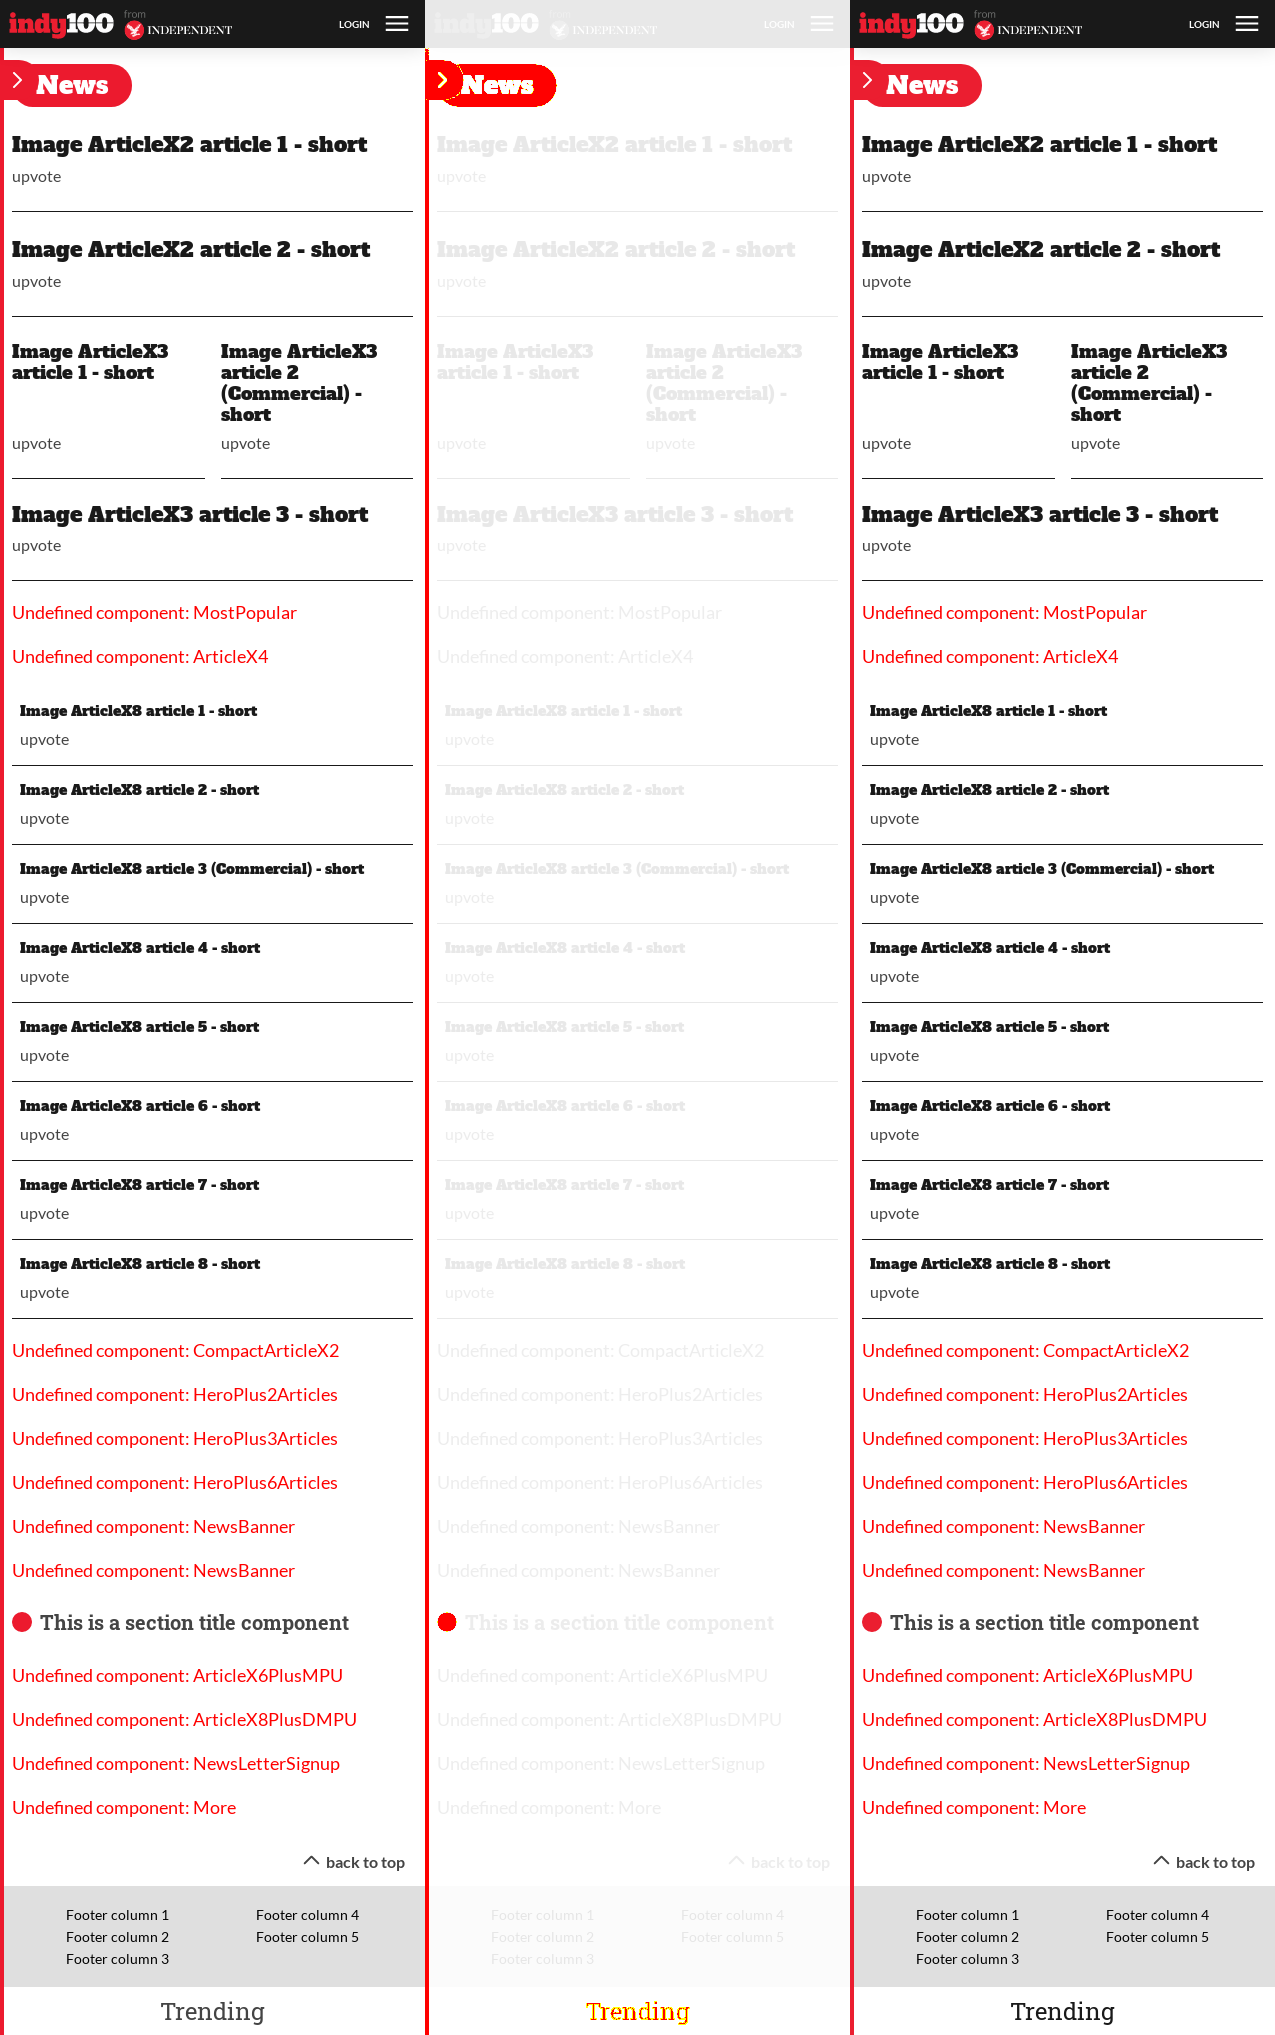 indy100 from INDEPENDENT LOGIN
News
Image ArticleX2 article 1 - short
upvote
Image ArticleX2 article 2 - short
upvote
Image ArticleX3
article 1 - short
upvote
Image ArticleX3
article 2
(Commercial) -
short
upvote
Image ArticleX3 article 3 - short
upvote
Undefined component: MostPopular
Undefined component: ArticleX4
Image ArticleX8 article 1 - short
upvote
Image ArticleX8 article 2 - short
upvote
Image ArticleX8 article 3 (Commercial) - short
upvote
Image ArticleX8 article 4 - short
upvote
Image ArticleX8 article 5 - short
upvote
Image ArticleX8 article 6 - short
upvote
Image ArticleX8 article 7 - short
upvote
Image ArticleX8 article 8 - short
upvote
Undefined component: CompactArticleX2
Undefined component: HeroPlus2Articles
Undefined component: HeroPlus3Articles
Undefined component: HeroPlus6Articles
Undefined component: NewsBanner
Undefined component: NewsBanner
This is a section title component
Undefined component: ArticleX6PlusMPU
Undefined component: ArticleX8PlusDMPU
Undefined component: NewsLetterSignup
Undefined component: More
back to top
Footer column 1
Footer column 2
Footer column 3
Footer column 4
Footer column 5
Trending
indy100 from INDEPENDENT LOGIN
News
Image ArticleX2 article 1 - short
upvote
Image ArticleX2 article 2 - short
upvote
Image ArticleX3
article 1 - short
upvote
Image ArticleX3
article 2
(Commercial) -
short
upvote
Image ArticleX3 article 3 - short
upvote
Undefined component: MostPopular
Undefined component: ArticleX4
Image ArticleX8 article 1 - short
upvote
Image ArticleX8 article 2 - short
upvote
Image ArticleX8 article 3 (Commercial) - short
upvote
Image ArticleX8 article 4 - short
upvote
Image ArticleX8 article 5 - short
upvote
Image ArticleX8 article 6 - short
upvote
Image ArticleX8 article 7 - short
upvote
Image ArticleX8 article 8 - short
upvote
Undefined component: CompactArticleX2
Undefined component: HeroPlus2Articles
Undefined component: HeroPlus3Articles
Undefined component: HeroPlus6Articles
Undefined component: NewsBanner
Undefined component: NewsBanner
This is a section title component
Undefined component: ArticleX6PlusMPU
Undefined component: ArticleX8PlusDMPU
Undefined component: NewsLetterSignup
Undefined component: More
back to top
Footer column 1
Footer column 2
Footer column 3
Footer column 4
Footer column 5
Trending
indy100 from INDEPENDENT LOGIN
News
Image ArticleX2 article 1 - short
upvote
Image ArticleX2 article 2 - short
upvote
Image ArticleX3
article 1 - short
upvote
Image ArticleX3
article 2
(Commercial) -
short
upvote
Image ArticleX3 article 3 - short
upvote
Undefined component: MostPopular
Undefined component: ArticleX4
Image ArticleX8 article 1 - short
upvote
Image ArticleX8 article 2 - short
upvote
Image ArticleX8 article 3 (Commercial) - short
upvote
Image ArticleX8 article 4 - short
upvote
Image ArticleX8 article 5 - short
upvote
Image ArticleX8 article 6 - short
upvote
Image ArticleX8 article 7 - short
upvote
Image ArticleX8 article 8 - short
upvote
Undefined component: CompactArticleX2
Undefined component: HeroPlus2Articles
Undefined component: HeroPlus3Articles
Undefined component: HeroPlus6Articles
Undefined component: NewsBanner
Undefined component: NewsBanner
This is a section title component
Undefined component: ArticleX6PlusMPU
Undefined component: ArticleX8PlusDMPU
Undefined component: NewsLetterSignup
Undefined component: More
back to top
Footer column 1
Footer column 2
Footer column 3
Footer column 4
Footer column 5
Trending